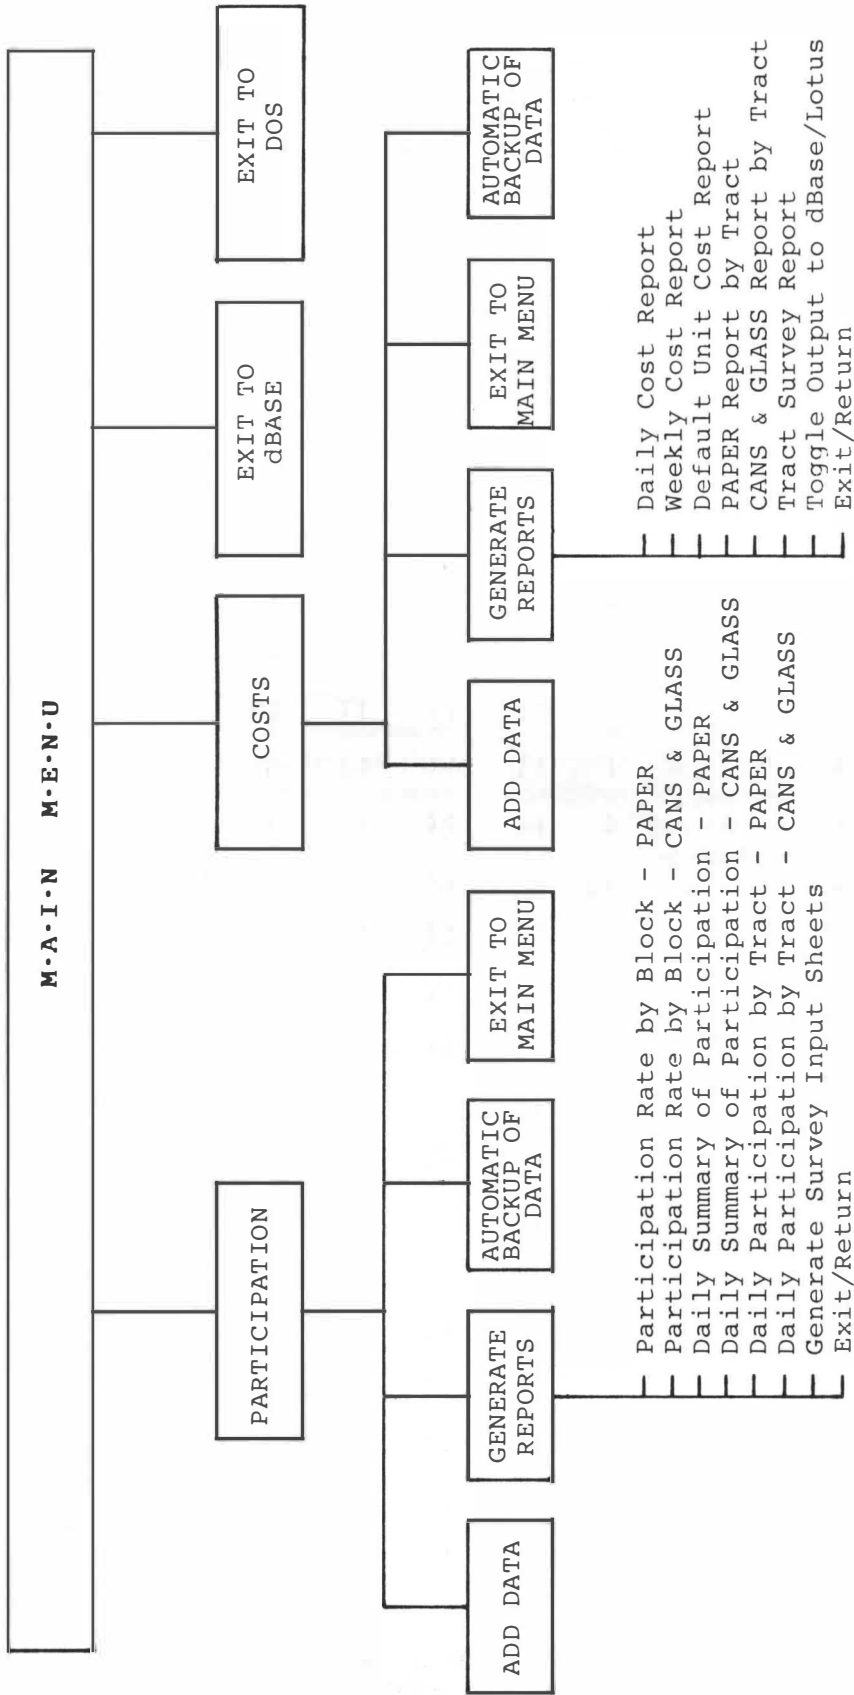 M·A·I·N M·E·N·U
PARTICIPATION
COSTS
EXIT TO
dBASE
EXIT TO
DOS
ADD DATA
GENERATE
REPORTS
AUTOMATIC
BACKUP OF
DATA
EXIT TO
MAIN MENU
ADD DATA
GENERATE
REPORTS
EXIT TO
MAIN MENU
AUTOMATIC
BACKUP OF
DATA
Participation Rate by Block - PAPER
Participation Rate by Block - CANS & GLASS
Daily Summary of Participation - PAPER
Daily Summary of Participation - CANS & GLASS
Daily Participation by Tract - PAPER
Daily Participation by Tract - CANS & GLASS
Generate Survey Input Sheets
Exit/Return
Daily Cost Report
Weekly Cost Report
Default Unit Cost Report
PAPER Report by Tract
CANS & GLASS Report by Tract
Tract Survey Report
Toggle Output to dBase/Lotus
Exit/Return